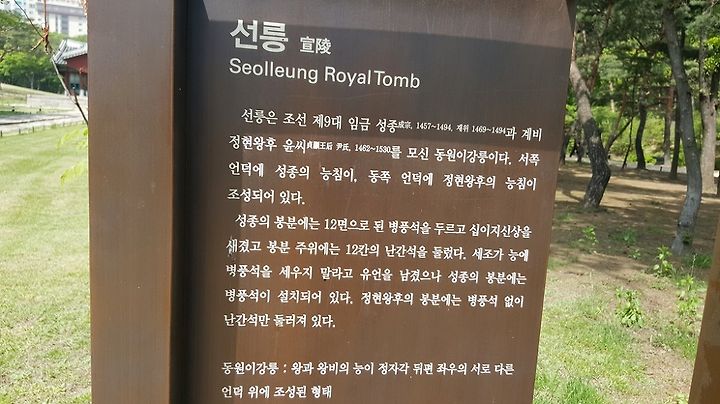 선릉 宣陵
Seolleung Royal Tomb
선릉은 조선 제9대 임금 성종成宗, 1457~1494, 재위 1469~1494과 계비
정현왕후 윤씨貞顯王后 尹氏, 1462~1530를 모신 동원이강릉이다. 서쪽
언덕에 성종의 능침이, 동쪽 언덕에 정현왕후의 능침이
조성되어 있다.
성종의 봉분에는 12면으로 된 병풍석을 두르고 십이지신상을
새겼고 봉분 주위에는 12칸의 난간석을 둘렀다. 세조가 능에
병풍석을 세우지 말라고 유언을 남겼으나 성종의 봉분에는
병풍석이 설치되어 있다. 정현왕후의 봉분에는 병풍석 없이
난간석만 둘러져 있다.
동원이강릉 : 왕과 왕비의 능이 정자각 뒤편 좌우의 서로 다른
언덕 위에 조성된 형태